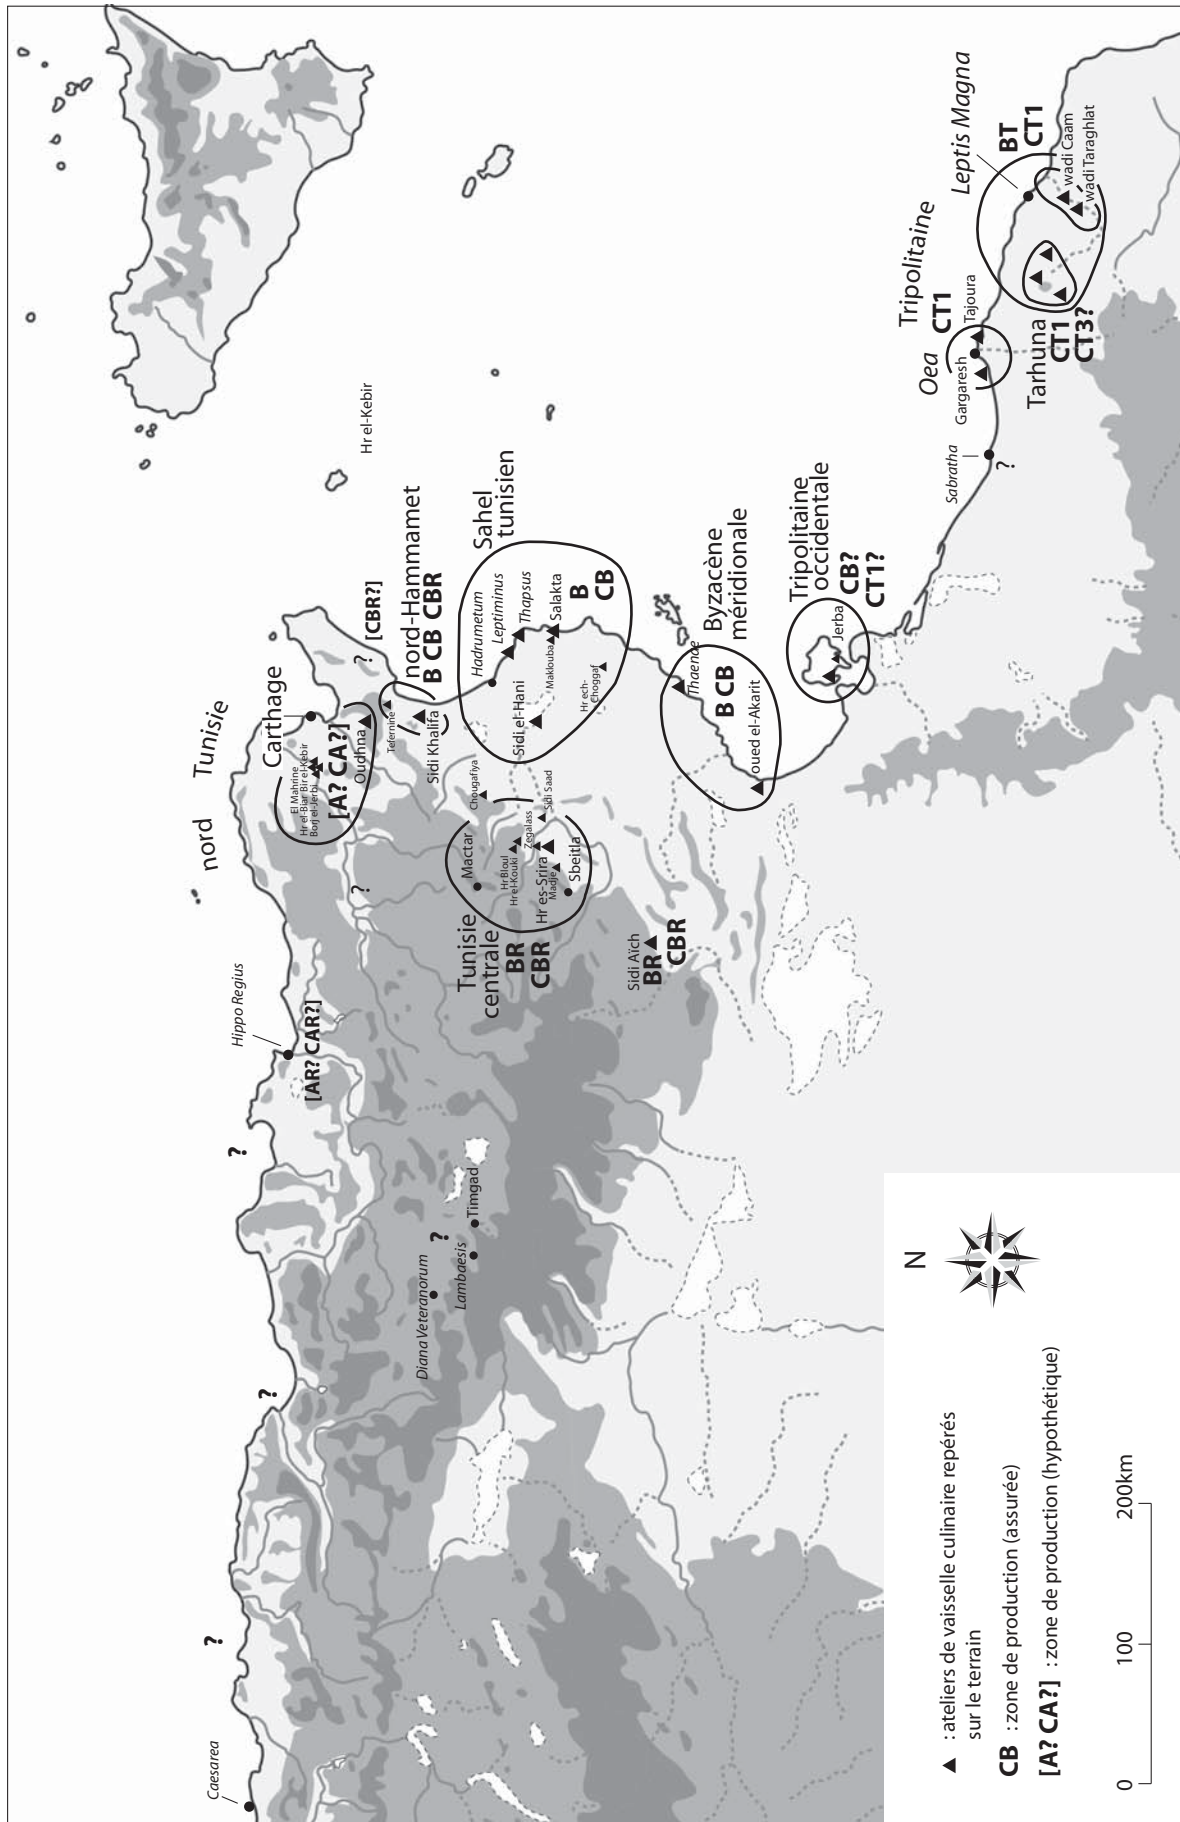 Caesarea
?
?
?
Hippo Regius
[AR? CAR?]
Diana Veteranorum
?
Lambaesis
Timgad
nord Tunisie
Carthage
El Mahrine
Hr el-Biar Bir el-Kebir
Borj el-Jerbi
[A? CA?]
Oudhna
?
?
[CBR?]
Hr el-Kebir
Tefernine
nord-Hammamet
B CB CBR
Sidi Khalifa
Tunisie
centrale
BR
CBR
Mactar
Chougafiya
Hr Bloul
Hr el-Kouki
Zegalass
Sidi Saad
Hr es-Srira
Madjel
Sbeitla
Sidi Aïch
BR
CBR
Sahel
tunisien
Hadrumetum
Leptiminus
Thapsus
Sidi el-Hani
Maklouba
Salakta
B
CB
Hr ech-
Choggaf
Byzacène
méridionale
Thaenae
B CB
oued el-Akarit
Tripolitaine
occidentale
CB?
CT1?
Jerba
Sabratha
?
Tripolitaine
CT1
Oea
Gargaresh
Tajoura
Leptis Magna
BT
CT1
wadi Caam
wadi Taraghlat
Tarhuna
CT1
CT3?
N
▲ : ateliers de vaisselle culinaire repérés
sur le terrain
CB : zone de production (assurée)
[A? CA?] : zone de production (hypothétique)
0 100 200km